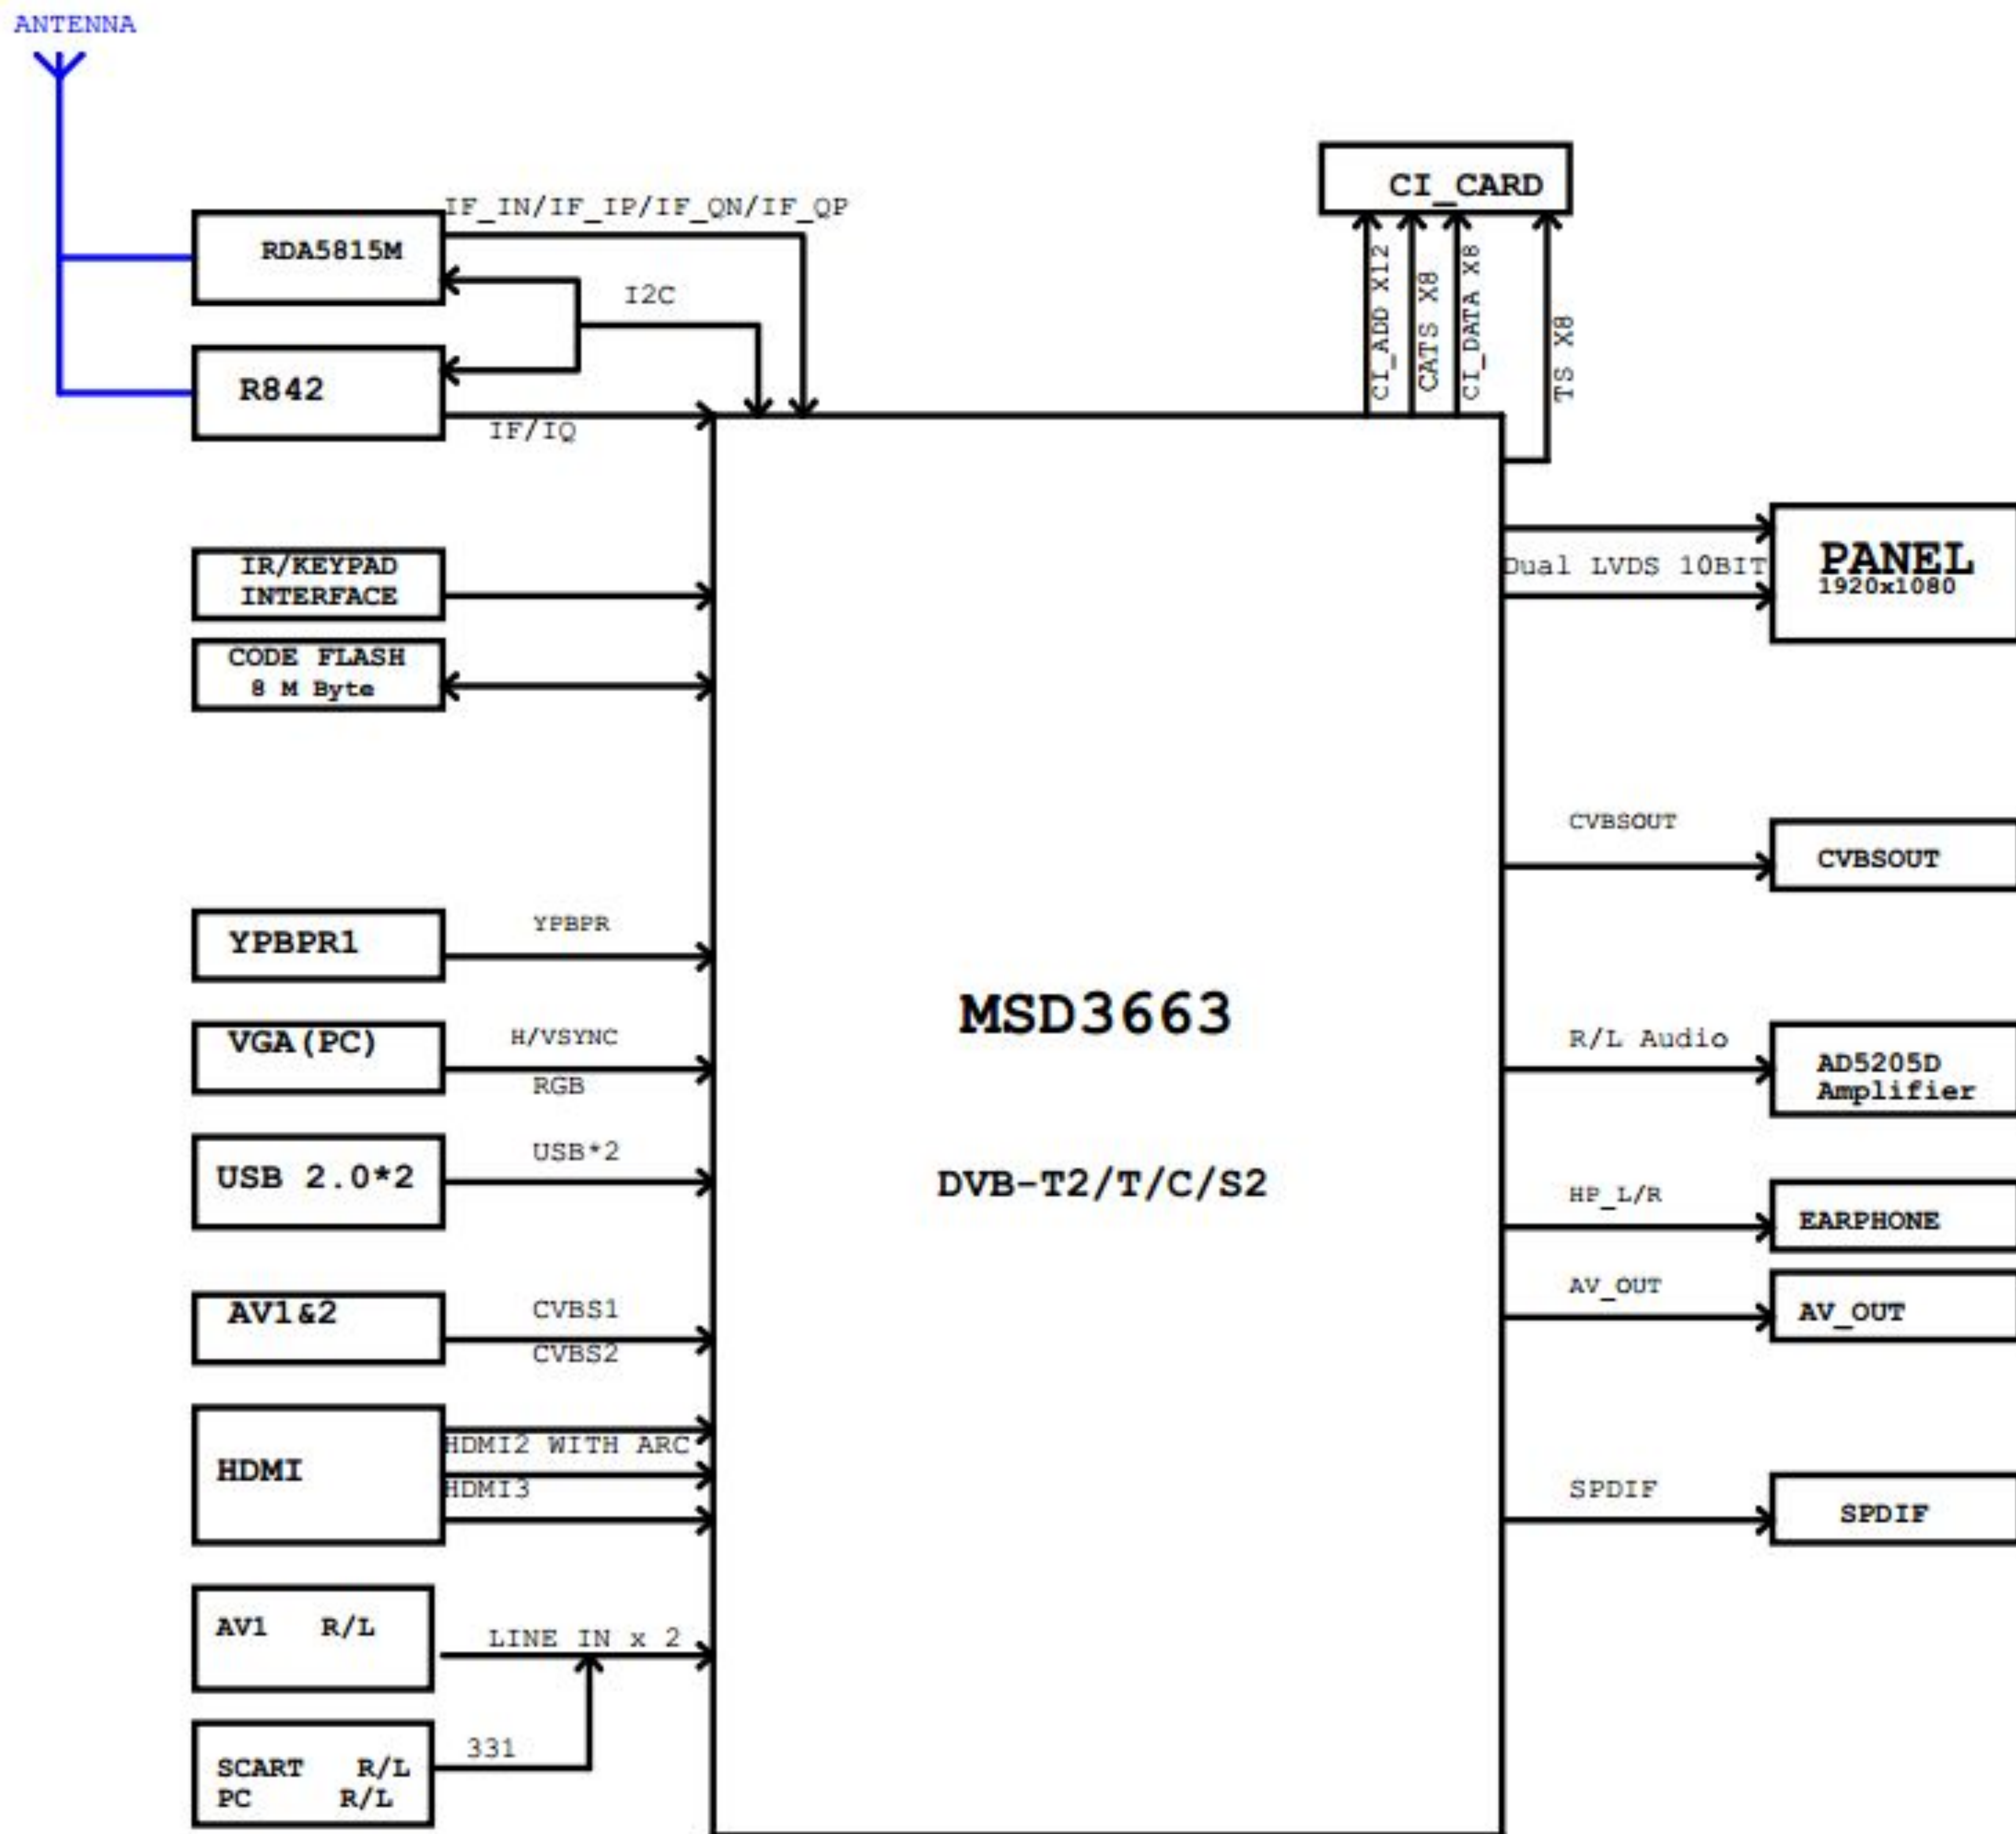 ANTENNA
CI_CARD
IF_IN/IF_IP/IF_QN/IF_QP
RDA5815M
I2C
CI_ADD X12
CATS X8
CI_DATA X8
TS X8
R842
IF/IQ
IR/KEYPAD
INTERFACE
CODE FLASH
8 M Byte
Dual LVDS 10BIT
PANEL
1920x1080
CVBSOUT
CVBSOUT
YPBPR1
YPBPR
MSD3663
DVB-T2/T/C/S2
VGA(PC)
H/VSYNC
RGB
R/L Audio
AD5205D
Amplifier
USB 2.0*2
USB*2
HP_L/R
EARPHONE
AV_OUT
AV_OUT
AV1&2
CVBS1
CVBS2
HDMI
HDMI2 WITH ARC
HDMI3
SPDIF
SPDIF
AV1 R/L
LINE IN x 2
331
SCART R/L
PC R/L